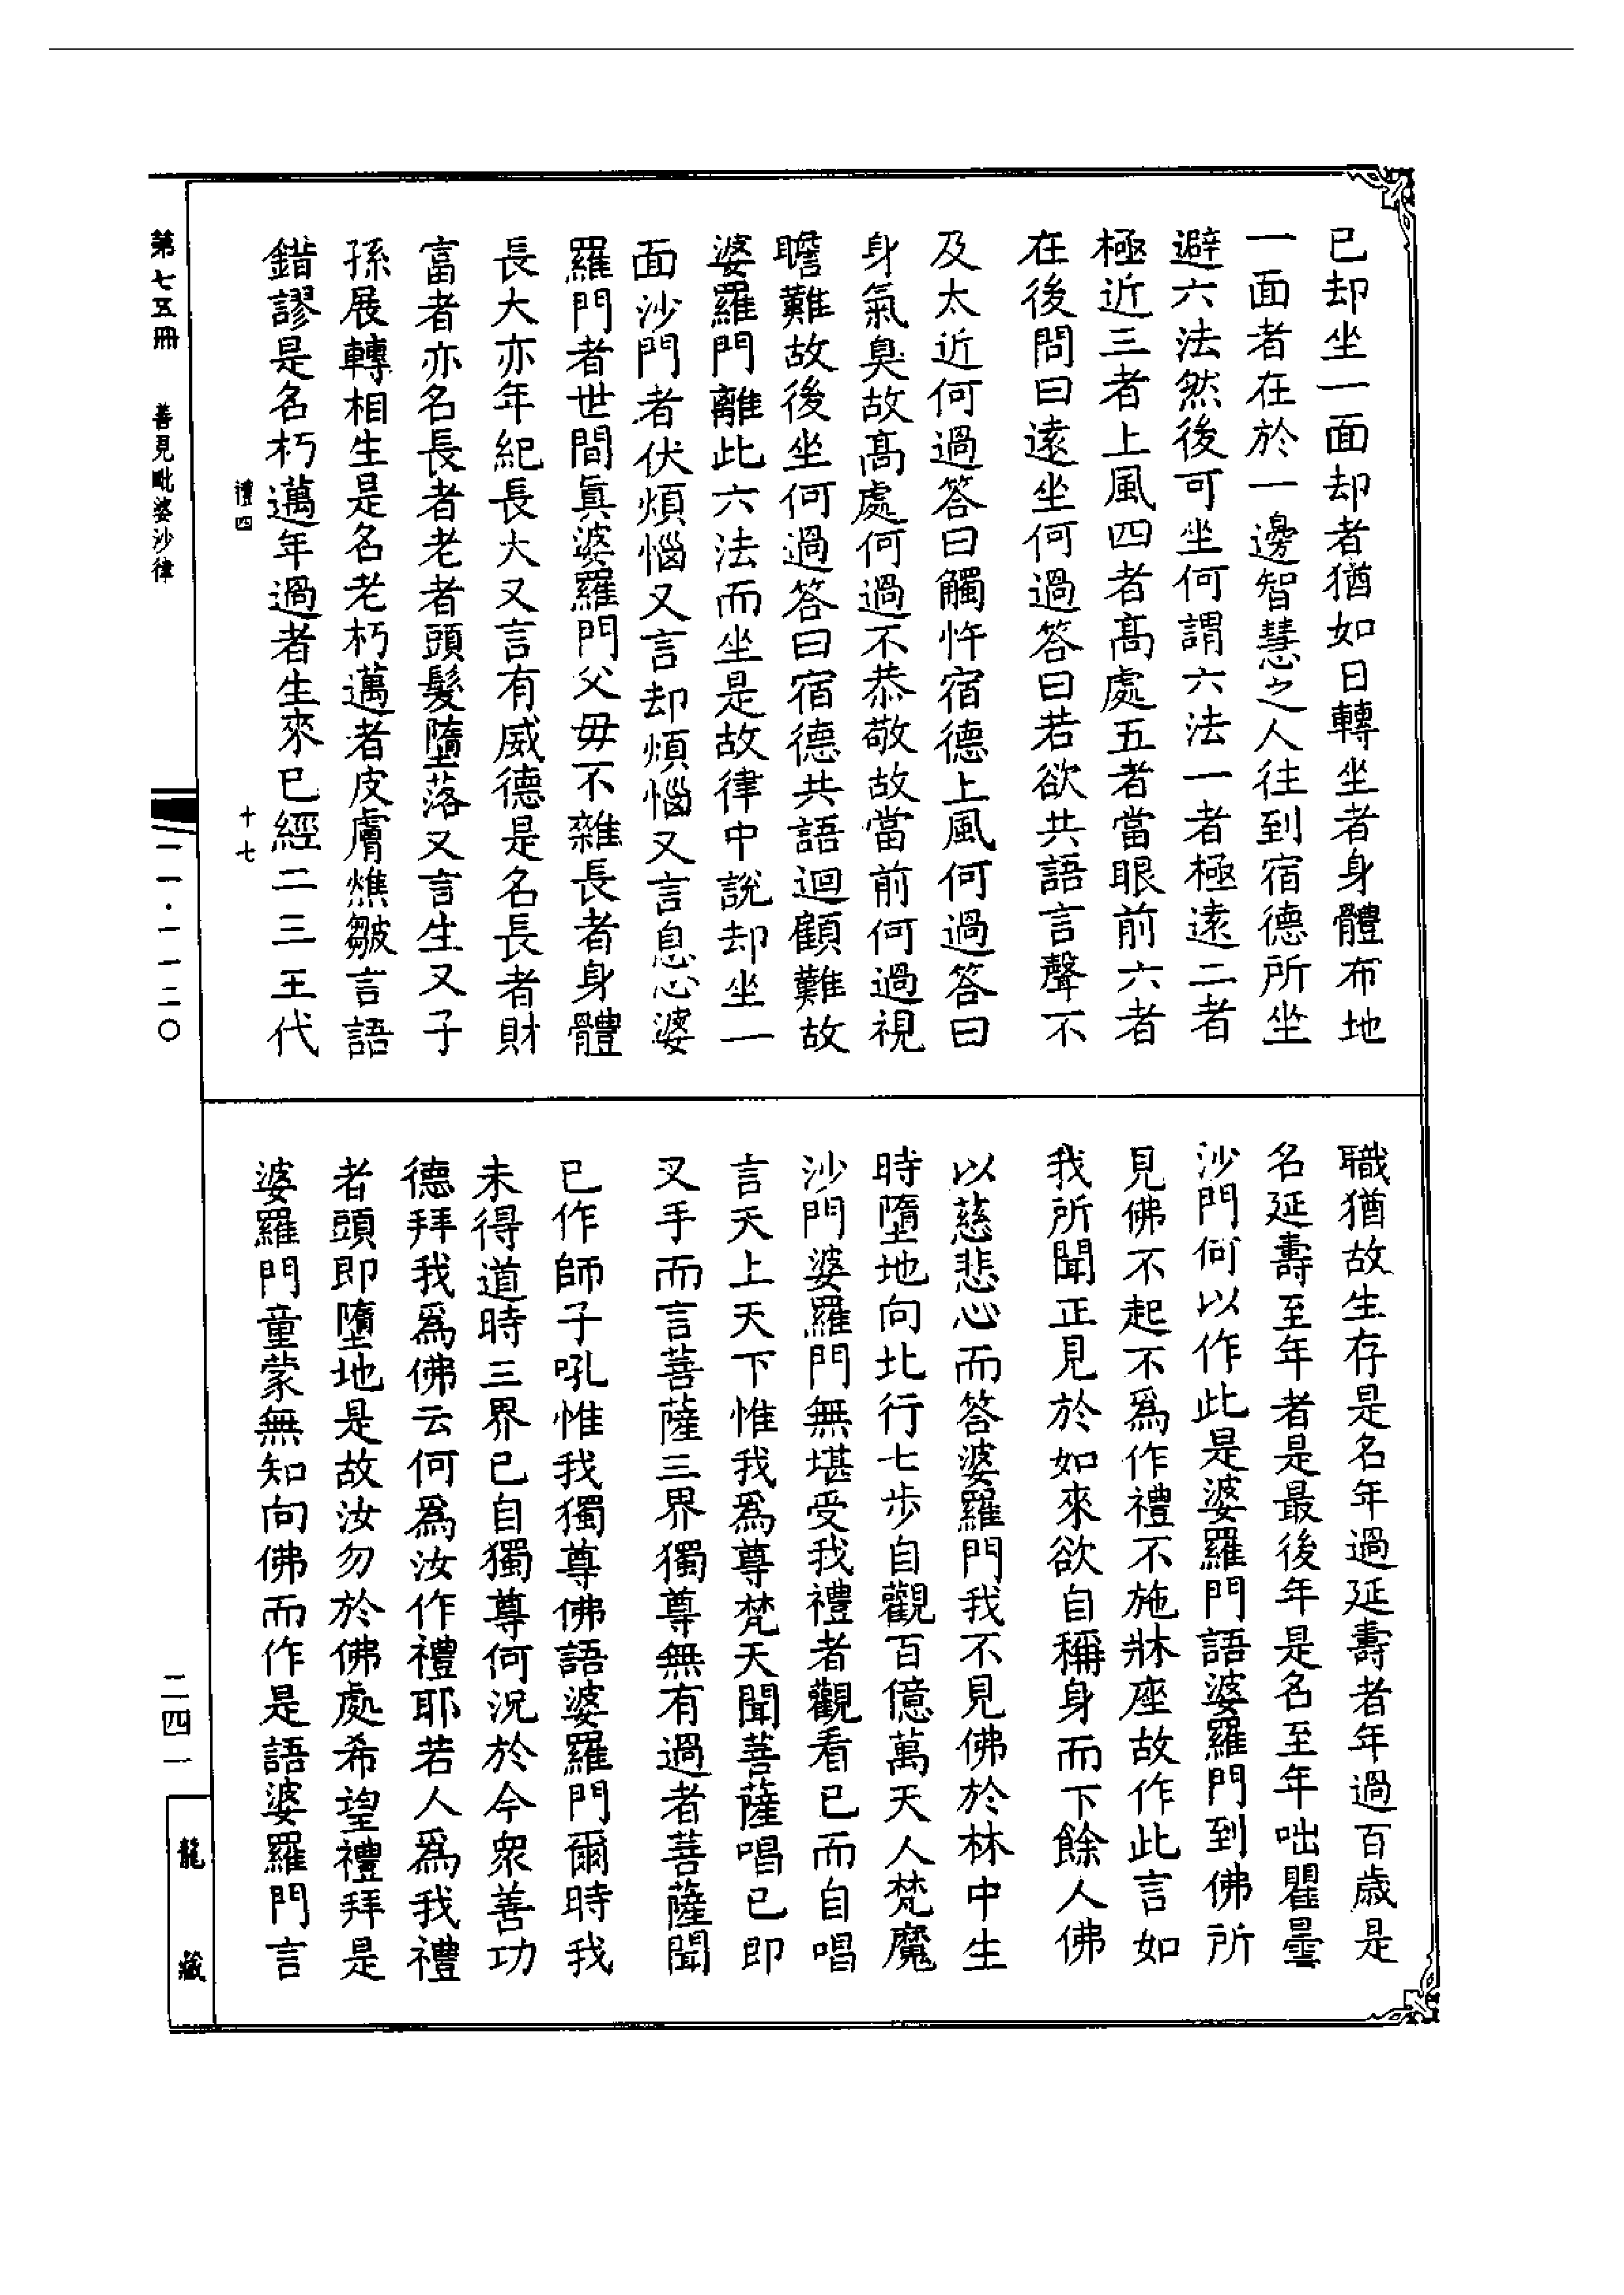 已却坐一面却者猶如日轉坐者身體布地
一面者在於一邊智慧之人往到宿德所坐
避六法然後可坐何謂六法一者極遠二者
極近三者上風四者高處五者當眼前六者
在後問曰遠坐何過答曰若欲共語言聲不
及太近何過答曰觸忤宿德上風何過答曰
身氣臭故高處何過不恭敬故當前何過視
瞻難故後坐何過答曰宿德共語迴顧難故
婆羅門離此六法而坐是故律中說却坐一
面沙門者伏煩惱又言却煩惱又言息心婆
羅門者世間眞婆羅門父毋不雜長者身體
長大亦年紀長大又言有威德是名長者財
富者亦名長者老者頭髮墮落又言生又子
孫展轉相生是名老朽邁者皮膚燋皺言語
錯謬是名朽邁年過者生來已經二三王代
禮四
十七
職猶故生存是名年過延壽者年過百歲是
名延壽至年者是最後年是名至年咄瞿曇
沙門何以作此是婆羅門語婆羅門到佛所
見佛不起不爲作禮不施牀座故作此言如
我所聞正見於如來欲自稱身而下餘人佛
以慈悲心而答婆羅門我不見佛於林中生
時墮地向北行七步自觀百億萬天人梵魔
沙門婆羅門無堪受我禮者觀看已而自唱
言天上天下惟我爲尊梵天聞菩薩唱已即
叉手而言菩薩三界獨尊無有過者菩薩聞
已作師子吼惟我獨尊佛語婆羅門爾時我
未得道時三界已自獨尊何況於今衆善功
德拜我爲佛云何爲汝作禮耶若人爲我禮
者頭即墮地是故汝勿於佛處希望禮拜是
婆羅門童蒙無知向佛而作是語婆羅門言
第七五冊
善見毗婆沙律
一一·一一二〇
二四一
龍藏